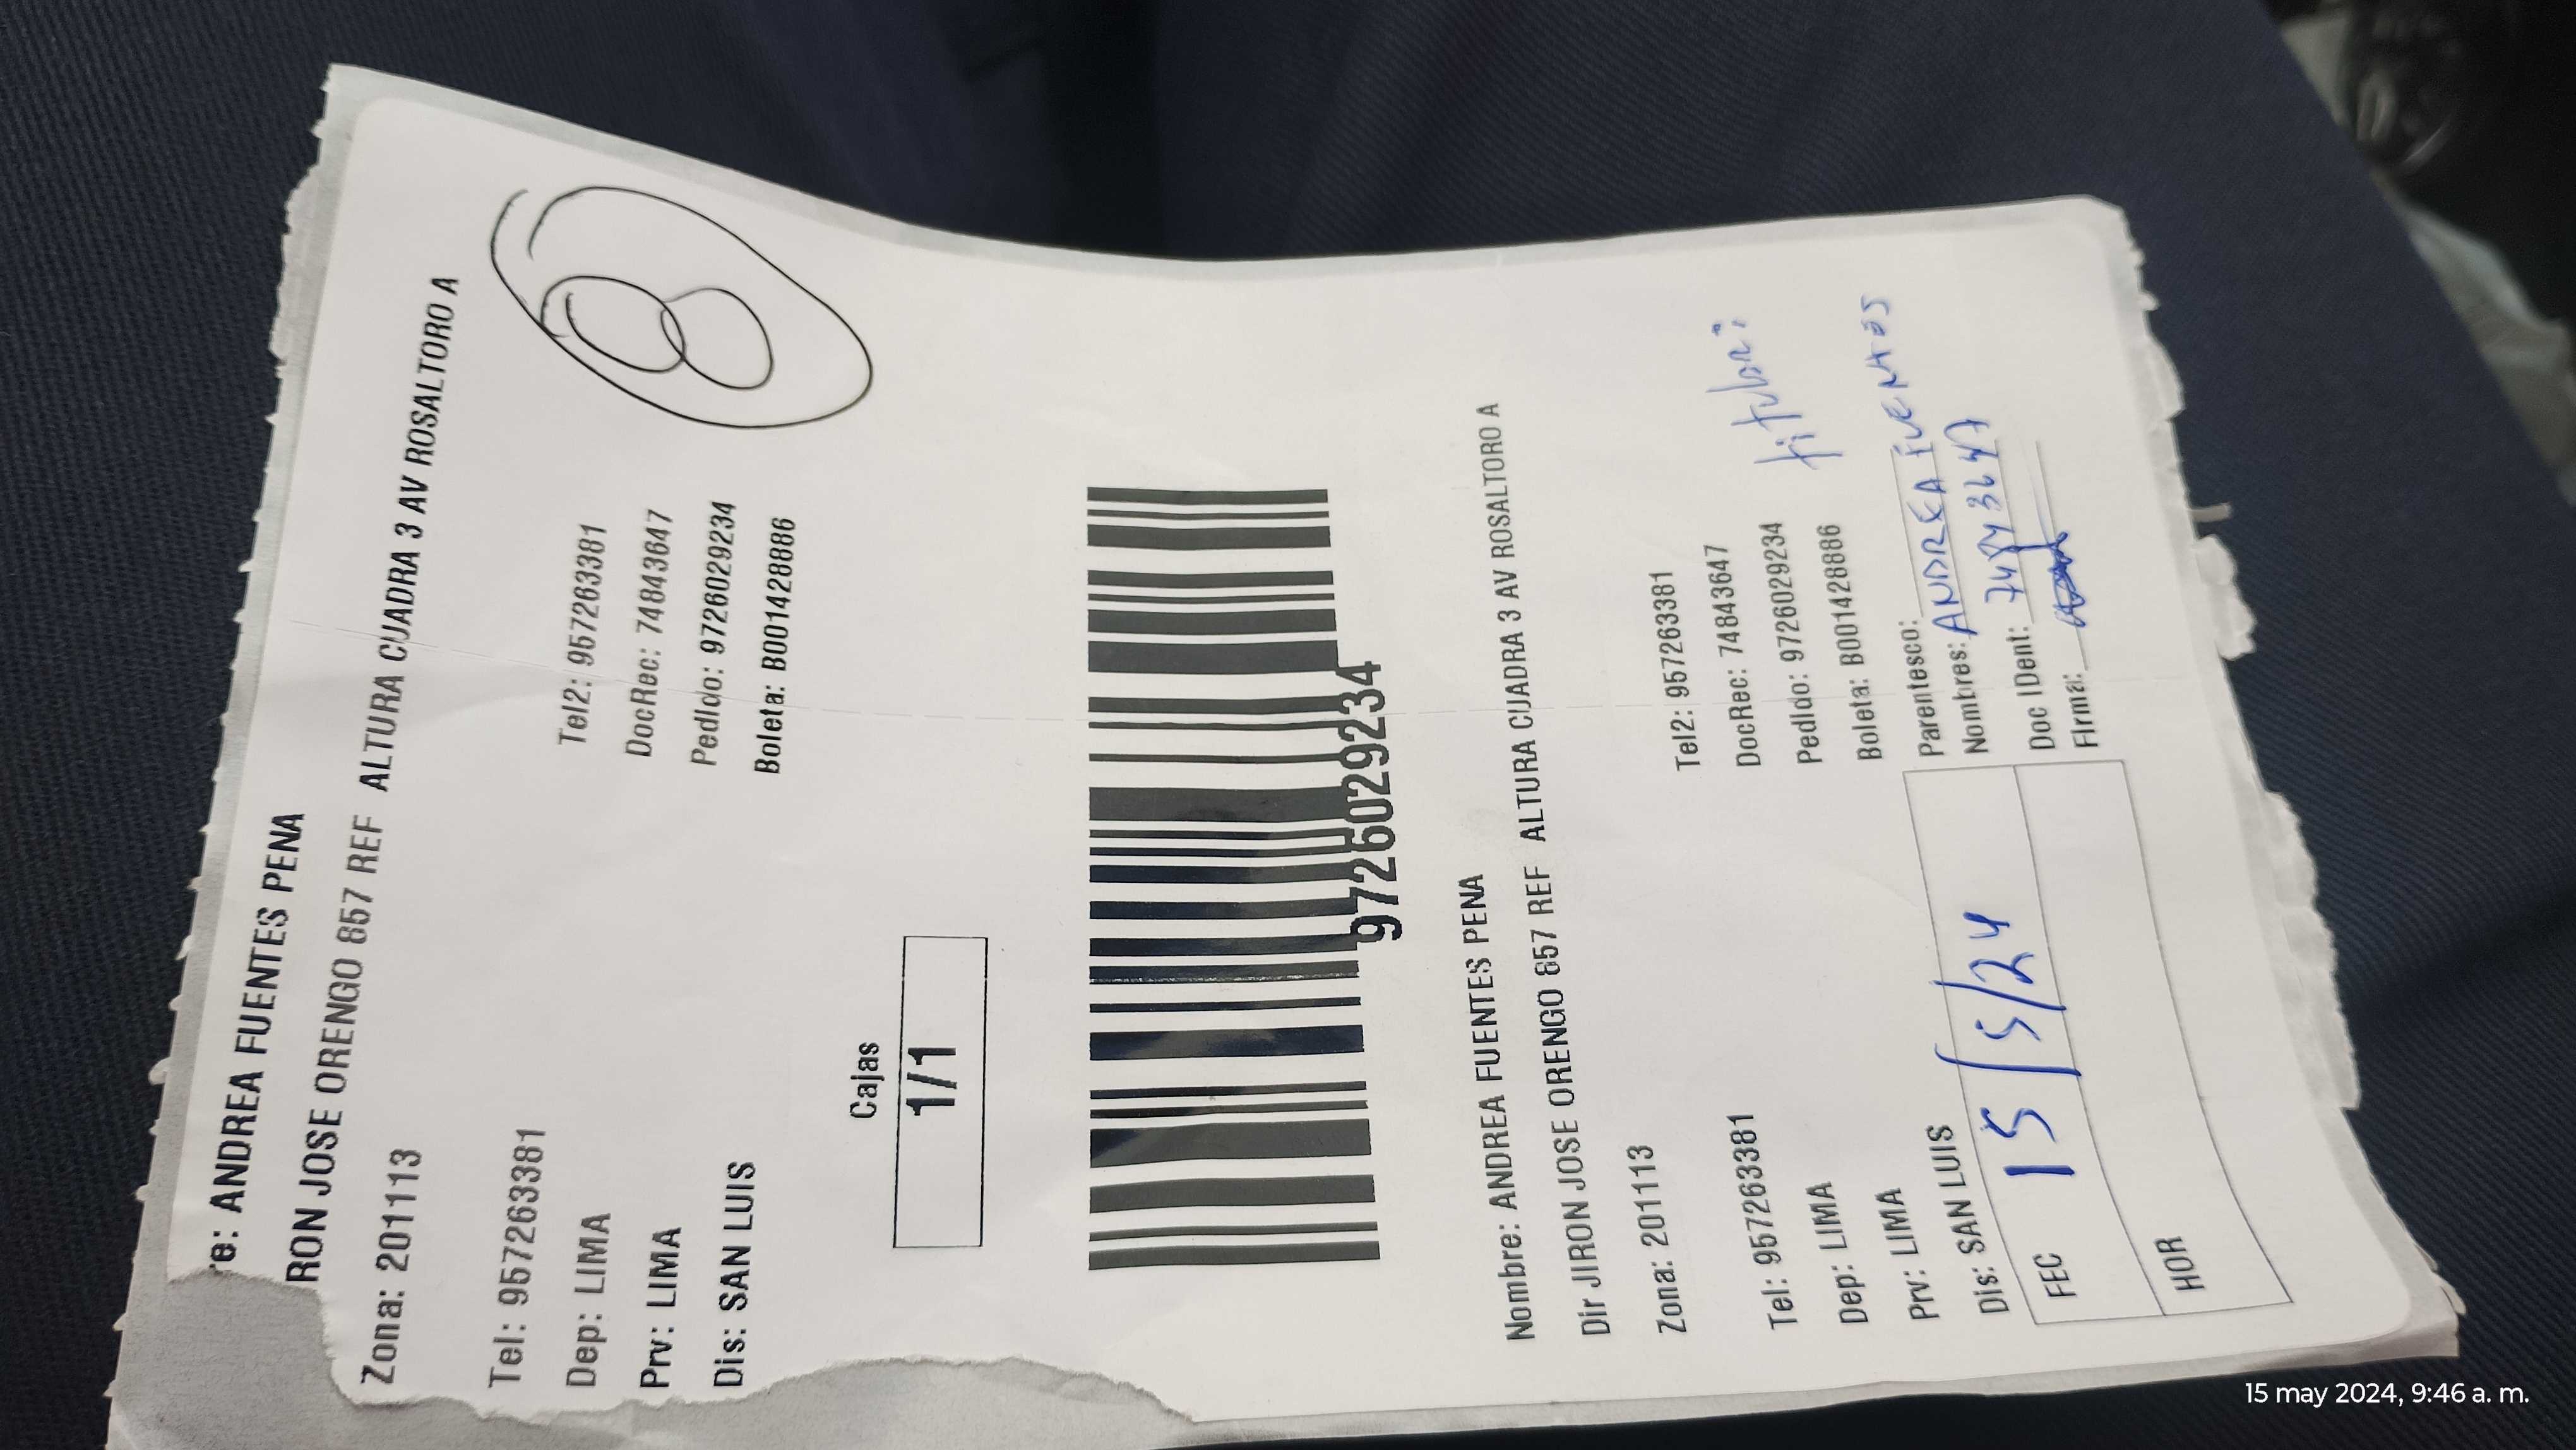 re: ANDREA FUENTES PENA
RON JOSE ORENGO 857 REF ALTURA CUADRA 3 AV ROSALTORO A
Zona: 201113
Tel: 957263381 Tel2: 957263381
Dep: LIMA DocRec: 74843647
Prv: LIMA PedIdo: 9726029234
Dis: SAN LUIS Boleta: B001428886
8
Cajas
1/1
9726029234
Nombre: ANDREA FUENTES PENA
Dir JIRON JOSE ORENGO 857 REF ALTURA CUADRA 3 AV ROSALTORO A
Zona: 201113
Tel: 957263381 Tel2: 957263381
Dep: LIMA DocRec: 74843647
Prv: LIMA PedIdo: 9726029234
Dis: SAN LUIS Boleta: B001428886
Parentesco:
Nombres: ANDREA FUENTES
Doc IDent: 74843647
FIrma:
FEC 15/5/24
HOR
15 may 2024, 9:46 a. m.